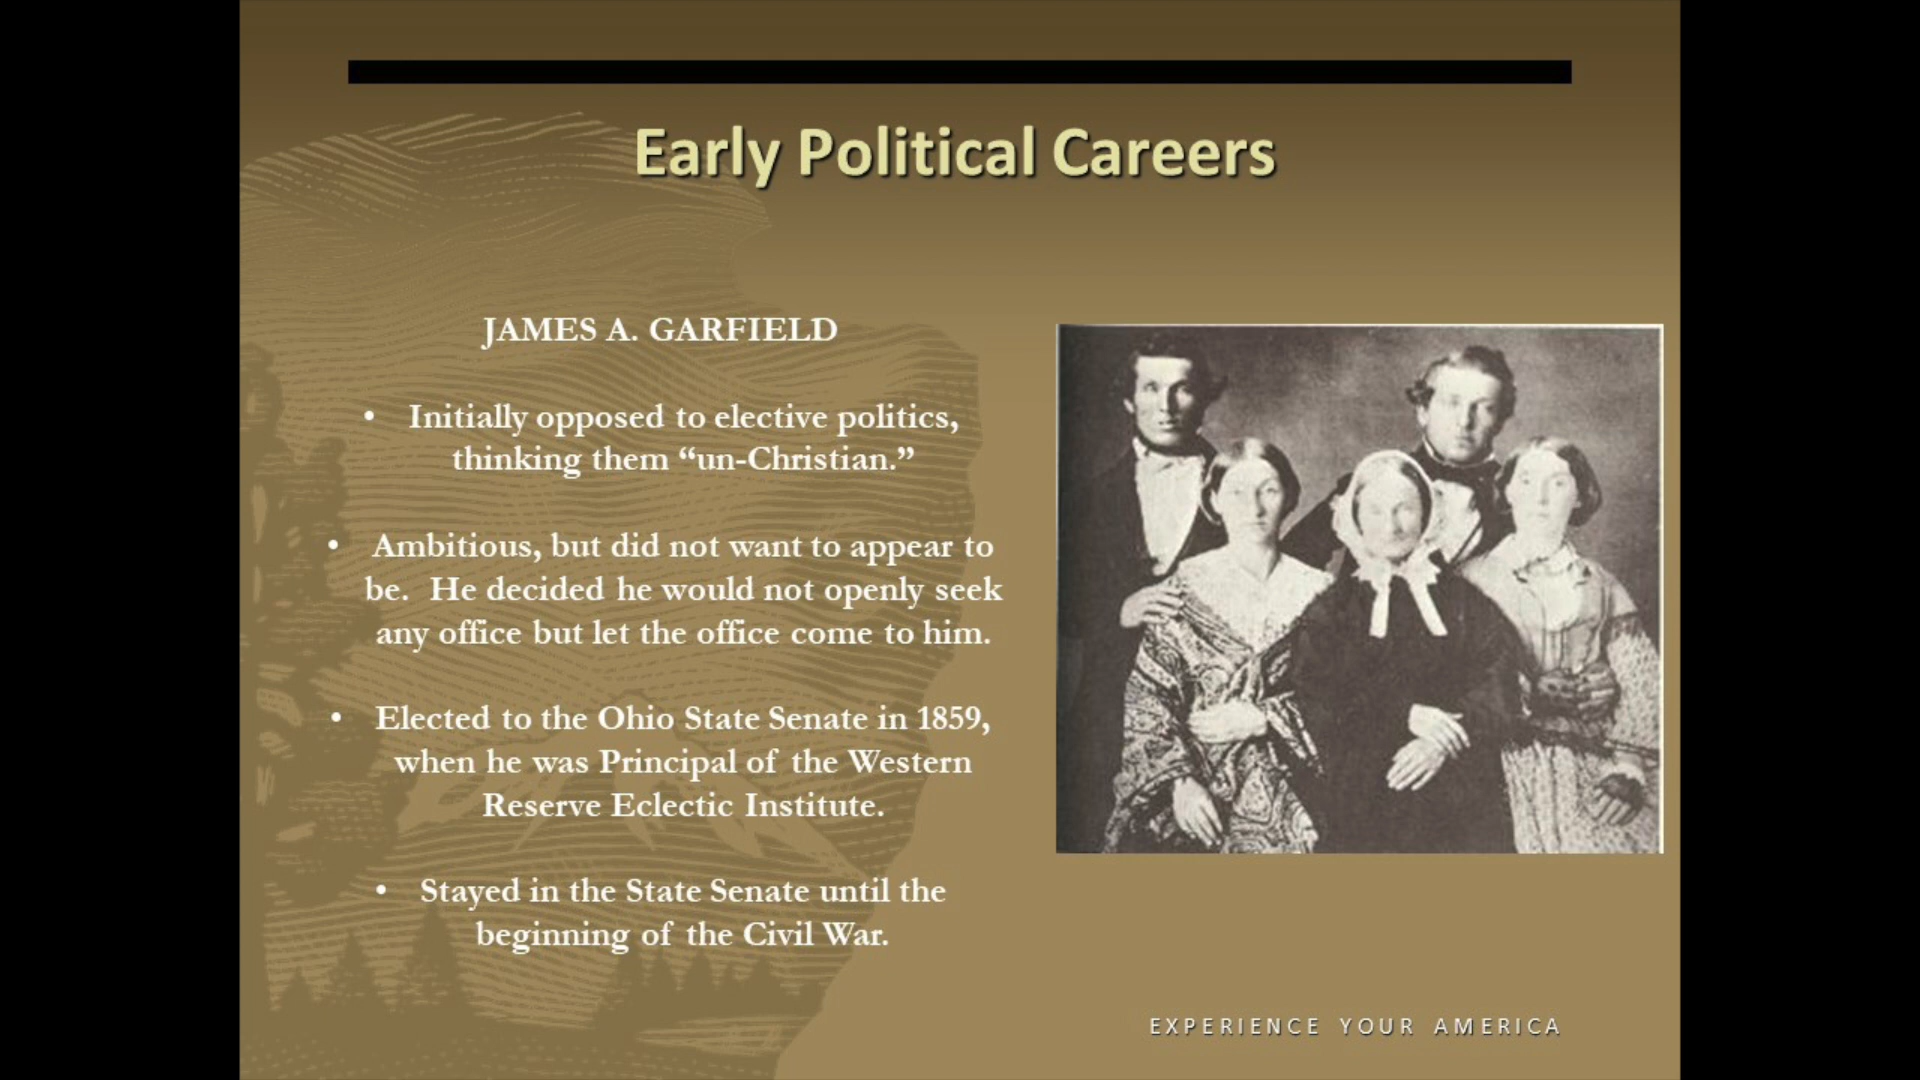 Early Political Careers
JAMES A. GARFIELD
• Initially opposed to elective politics,
thinking them “un-Christian.”
• Ambitious, but did not want to appear to
be. He decided he would not openly seek
any office but let the office come to him.
• Elected to the Ohio State Senate in 1859,
when he was Principal of the Western
Reserve Eclectic Institute.
• Stayed in the State Senate until the
beginning of the Civil War.
EXPERIENCE YOUR AMERICA